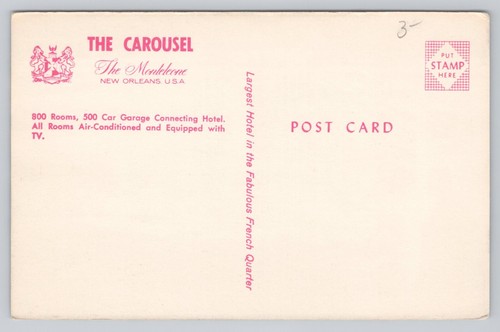 3-
THE CAROUSEL
The Monteleone
NEW ORLEANS, U.S.A
800 Rooms, 500 Car Garage Connecting Hotel.
All Rooms Air-Conditioned and Equipped with
TV.
Largest Hotel in the Fabulous French Quarter
PUT
STAMP
HERE
POST CARD